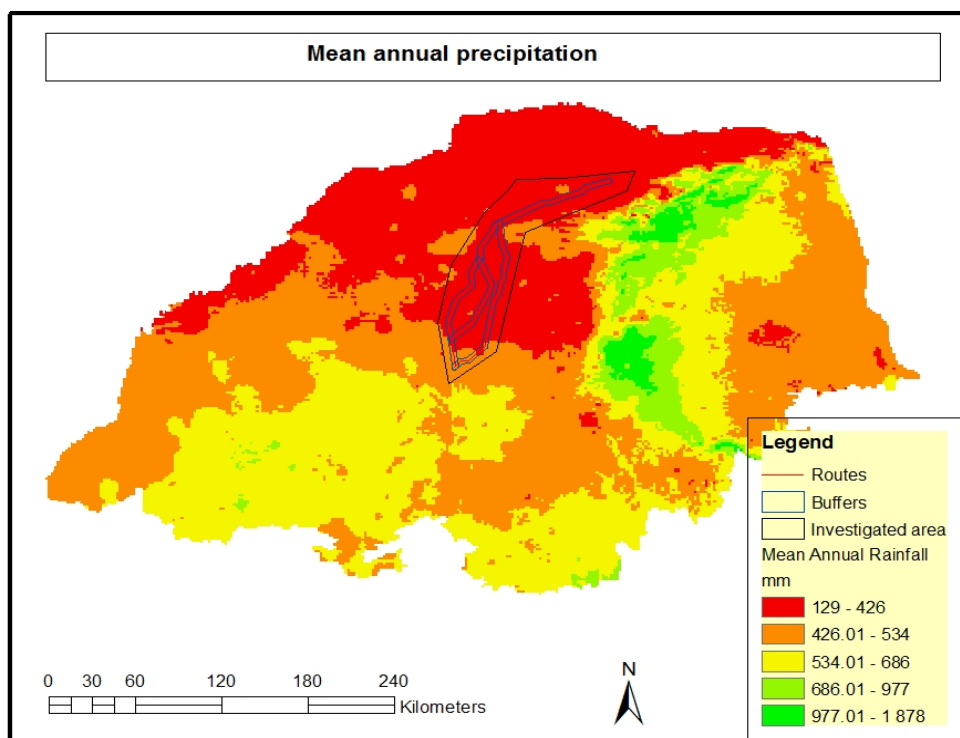 Mean annual precipitation
Legend
Routes
Buffers
Investigated area
Mean Annual Rainfall
mm
129 - 426
426.01 - 534
534.01 - 686
686.01 - 977
977.01 - 1 878
0 30 60 120 180 240
Kilometers
N